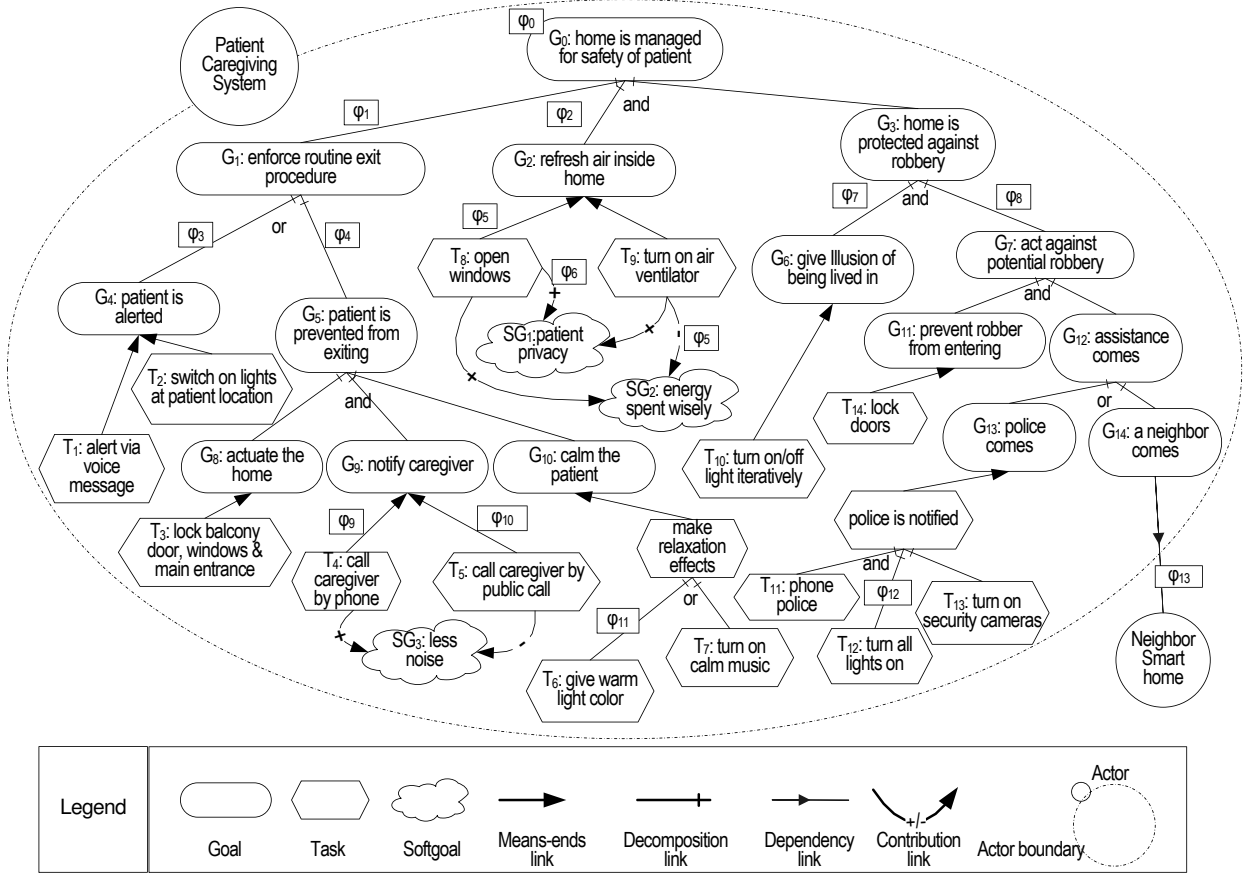 Patient
Caregiving
System
φ0
G0: home is managed
for safety of patient
and
φ1
φ2
G1: enforce routine exit
procedure
G2: refresh air inside
home
G3: home is
protected against
robbery
or
φ3
φ4
φ5
φ7
and
φ8
T8: open
windows
φ6
T9: turn on air
ventilator
G6: give Illusion of
being lived in
G7: act against
potential robbery
and
G4: patient is
alerted
G5: patient is
prevented from
exiting
+
SG1:patient
privacy
+
-
φ5
+
SG2: energy
spent wisely
G11: prevent robber
from entering
G12: assistance
comes
or
T2: switch on lights
at patient location
and
T14: lock
doors
G13: police
comes
G14: a neighbor
comes
T1: alert via
voice
message
G8: actuate the
home
G9: notify caregiver
G10: calm the
patient
T10: turn on/off
light iteratively
φ9
φ10
T3: lock balcony
door, windows &
main entrance
T4: call
caregiver
by phone
T5: call caregiver by
public call
make
relaxation
effects
or
police is notified
and
φ12
φ13
T11: phone
police
T13: turn on
security cameras
+
SG3: less
noise
-
φ11
T7: turn on
calm music
T12: turn all
lights on
T6: give warm
light color
Neighbor
Smart
home
Legend
Goal
Task
Softgoal
Means-ends
link
Decomposition
link
Dependency
link
+/-
Contribution
link
Actor
Actor boundary